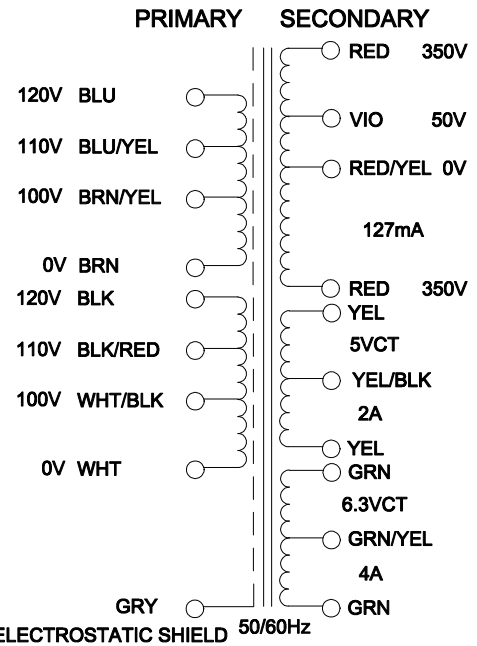 PRIMARY SECONDARY
RED 350V
120V BLU
VIO 50V
110V BLU/YEL
RED/YEL 0V
100V BRN/YEL
127mA
0V BRN
RED 350V
120V BLK
YEL
110V BLK/RED
5VCT
YEL/BLK
100V WHT/BLK
2A
YEL
0V WHT
GRN
6.3VCT
GRN/YEL
4A
GRY
GRN
ELECTROSTATIC SHIELD 50/60Hz